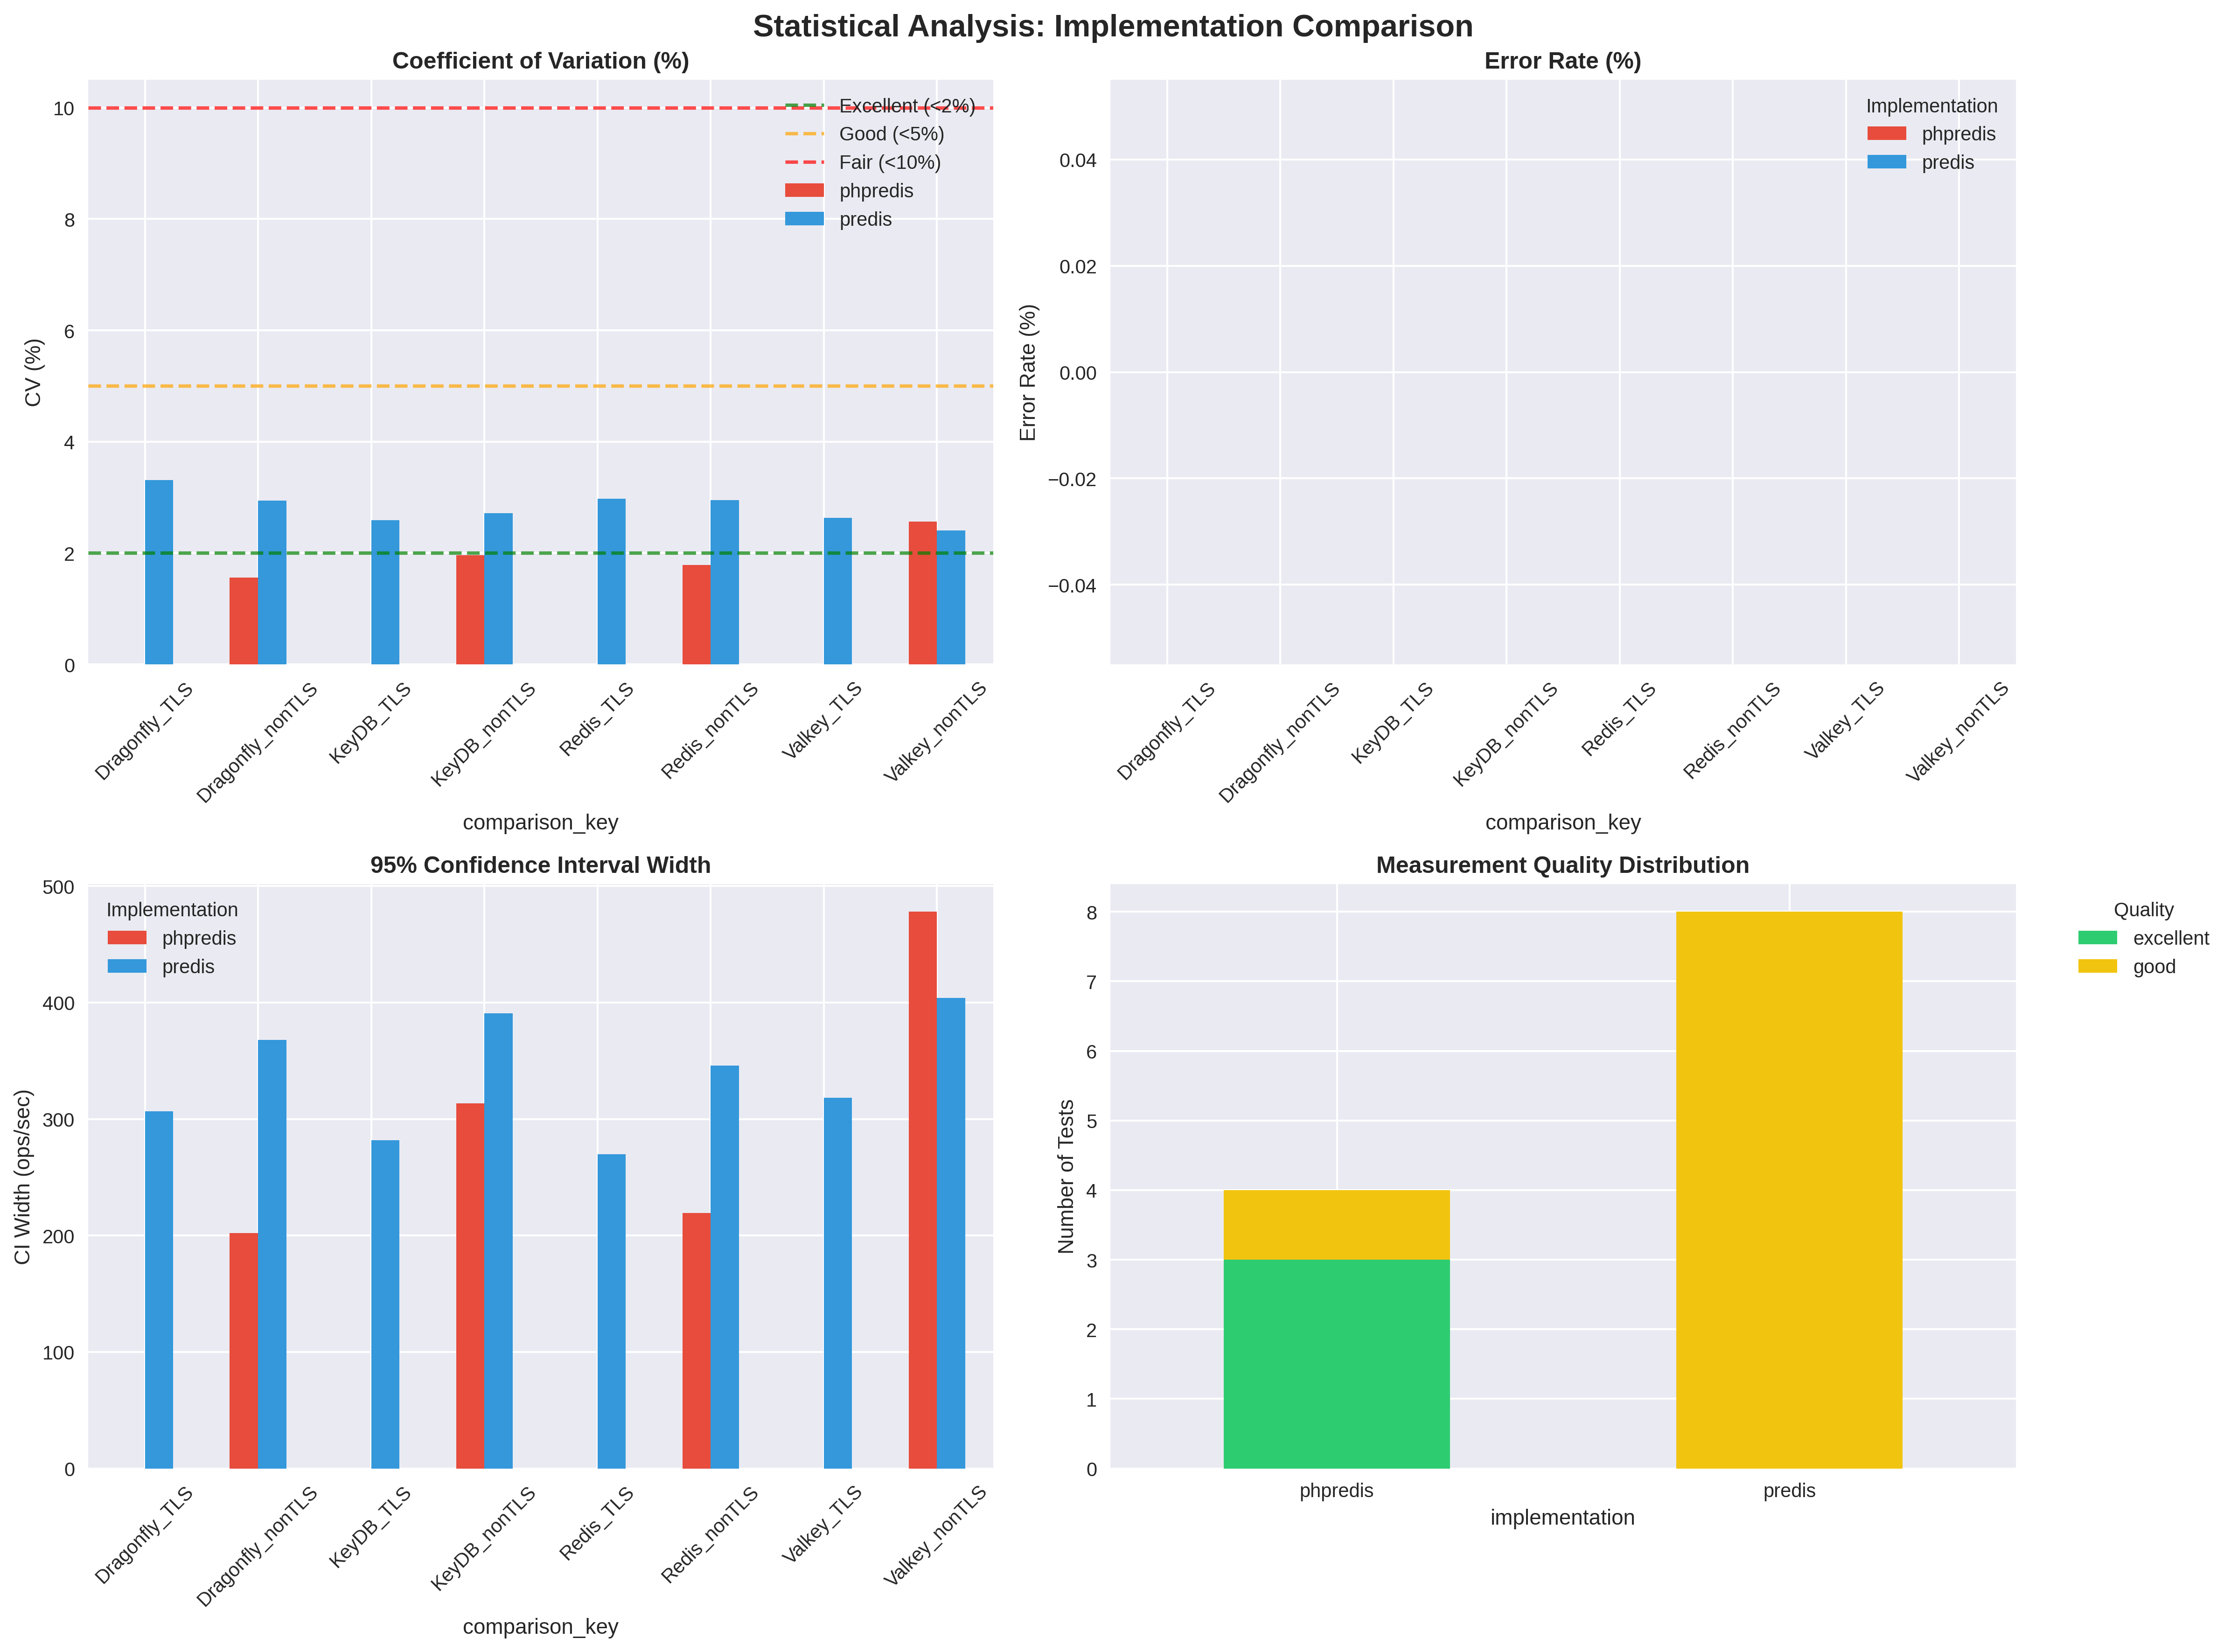 Statistical Analysis: Implementation Comparison
Coefficient of Variation (%)
10
8
6
4
2
0
CV (%)
Excellent (<2%)
Good (<5%)
Fair (<10%)
phpredis
predis
Dragonfly_TLS
Dragonfly_nonTLS
KeyDB_TLS
KeyDB_nonTLS
Redis_TLS
Redis_nonTLS
Valkey_TLS
Valkey_nonTLS
comparison_key
Error Rate (%)
0.04
0.02
0.00
−0.02
−0.04
Error Rate (%)
Implementation
phpredis
predis
Dragonfly_TLS
Dragonfly_nonTLS
KeyDB_TLS
KeyDB_nonTLS
Redis_TLS
Redis_nonTLS
Valkey_TLS
Valkey_nonTLS
comparison_key
95% Confidence Interval Width
500
400
300
200
100
0
CI Width (ops/sec)
Implementation
phpredis
predis
Dragonfly_TLS
Dragonfly_nonTLS
KeyDB_TLS
KeyDB_nonTLS
Redis_TLS
Redis_nonTLS
Valkey_TLS
Valkey_nonTLS
comparison_key
Measurement Quality Distribution
8
7
6
5
4
3
2
1
0
Number of Tests
phpredis
predis
implementation
Quality
excellent
good